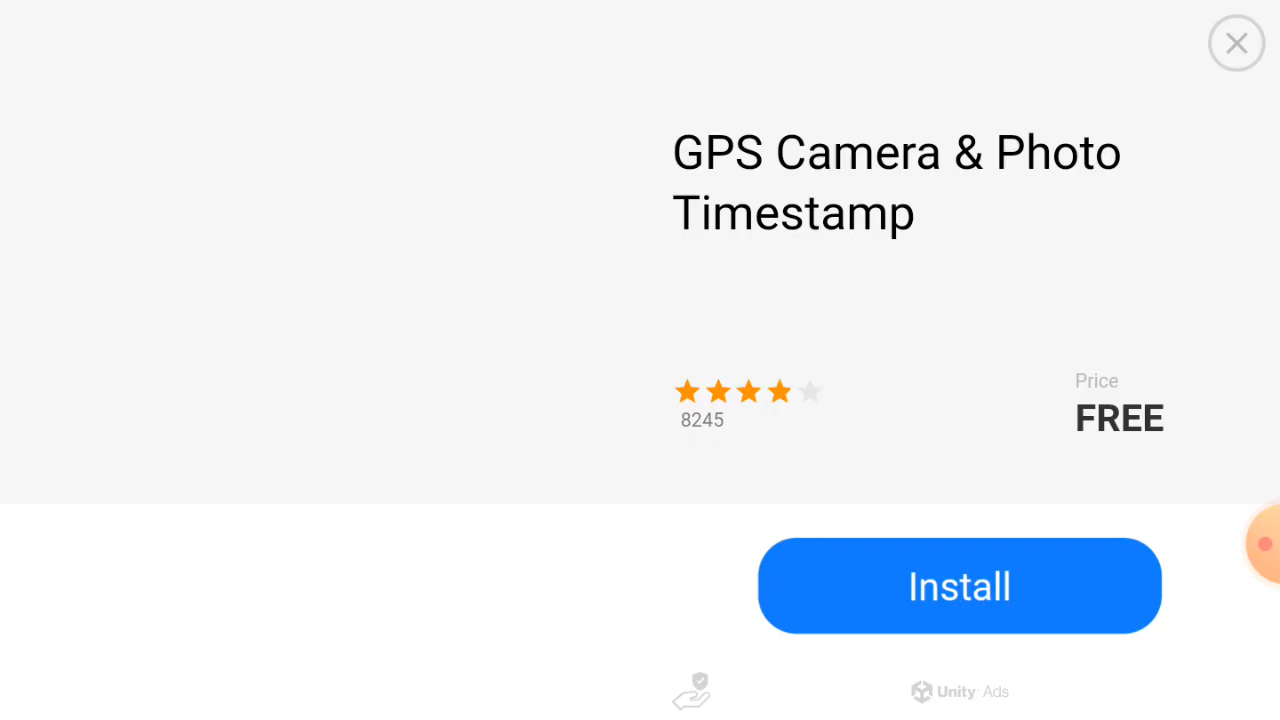 GPS Camera & Photo
Timestamp
8245
Price
FREE
Install
Unity Ads